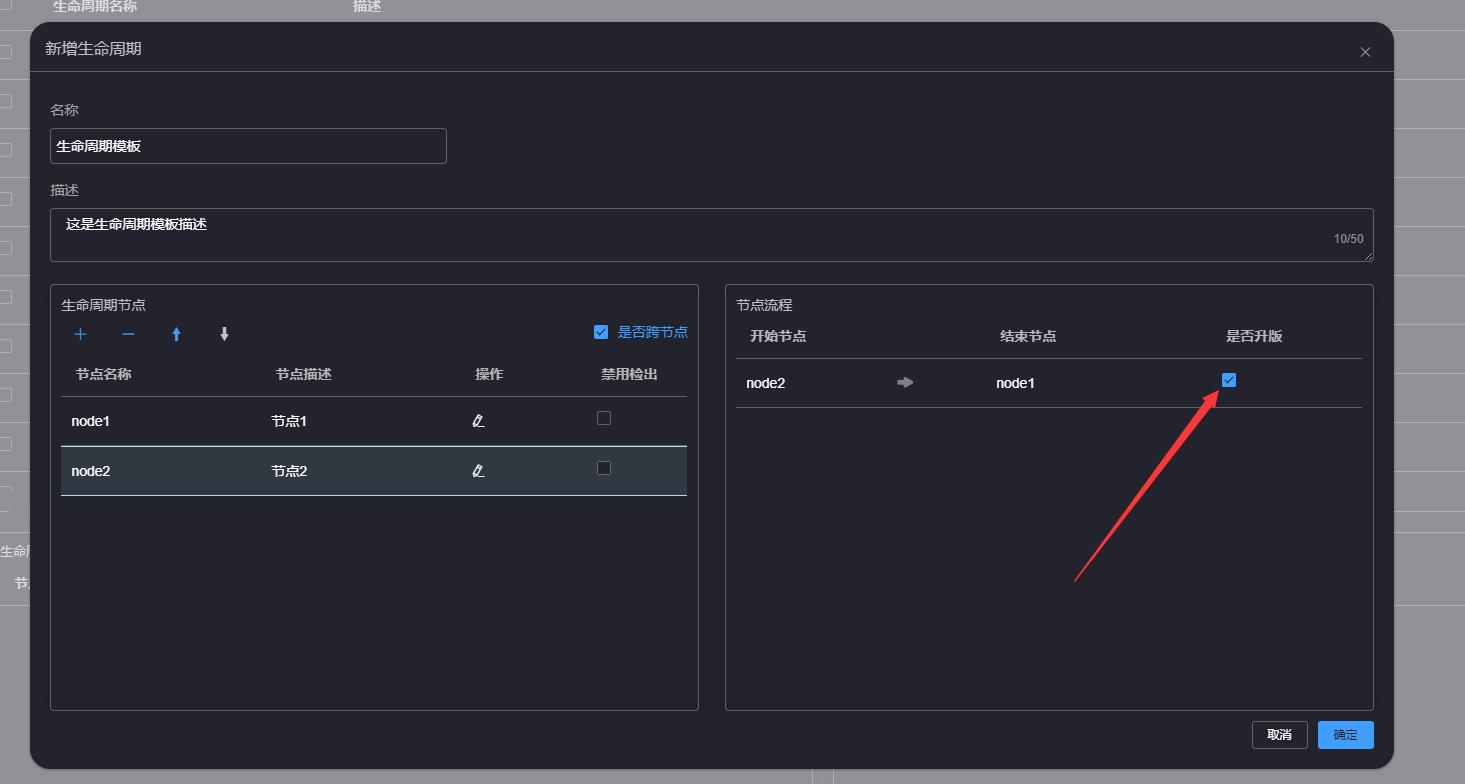 生命周期名称 描述
新增生命周期
名称
生命周期模板
描述
这是生命周期模板描述
10/50
生命周期节点
是否跨节点
节点名称 节点描述 操作 禁用检出
node1 节点1
node2 节点2
节点流程
开始节点 结束节点 是否升版
node2 node1
生命
节
取消 确定